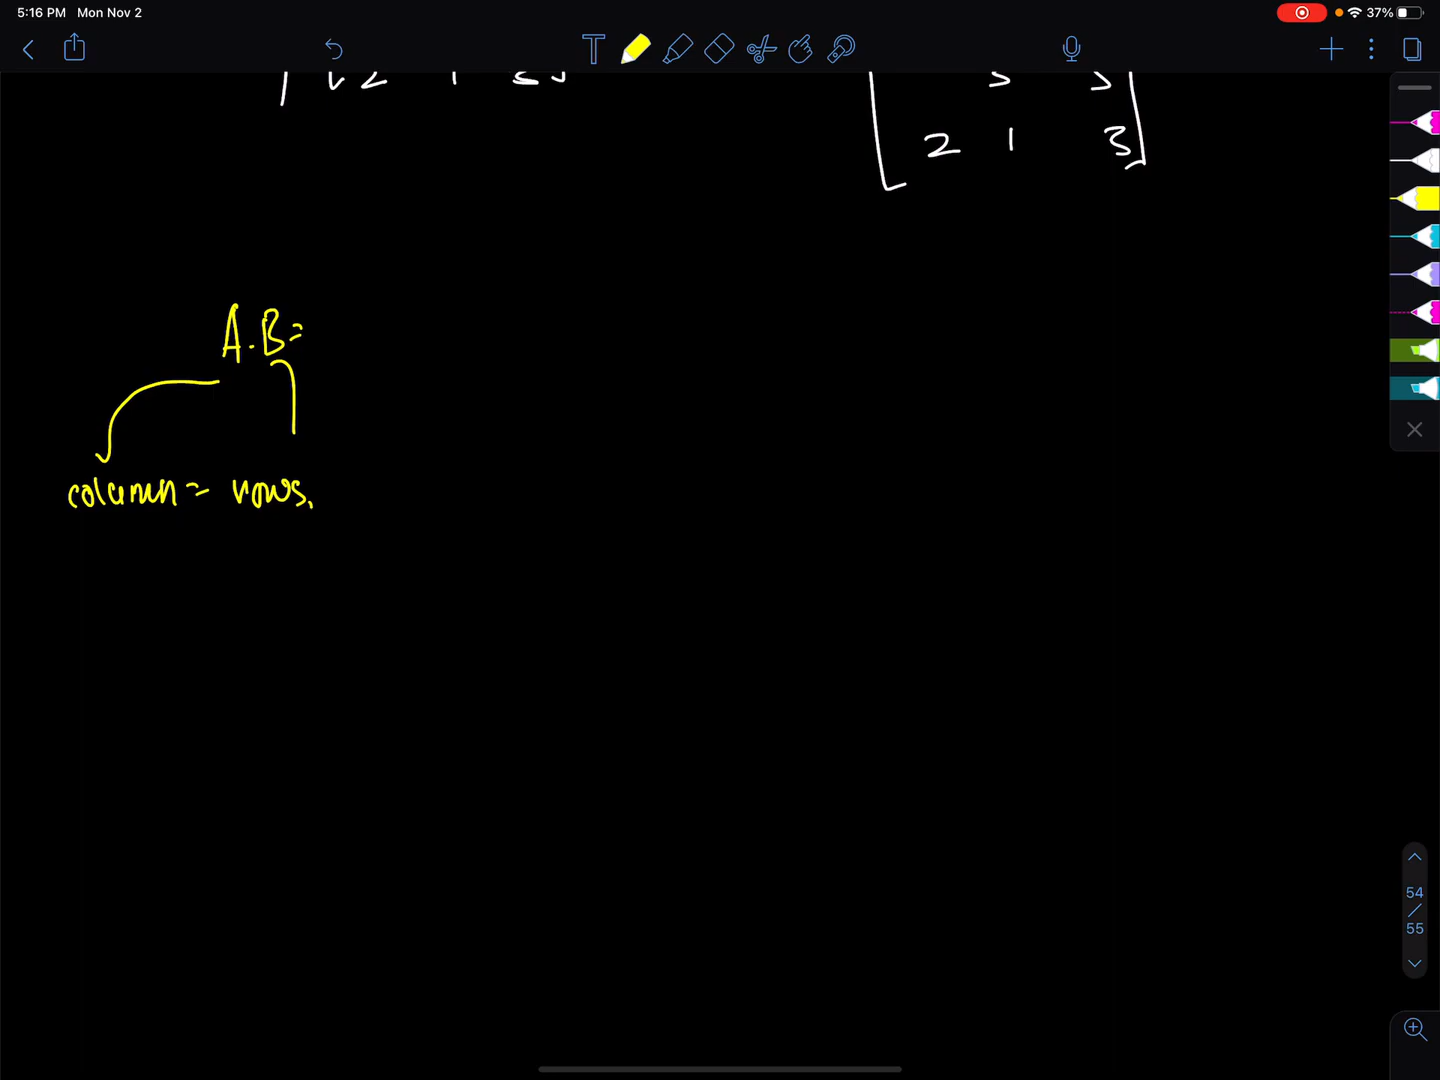 5:16 PM Mon Nov 2
37%
2 1 3
A.B=
column = rows.
54
/
55